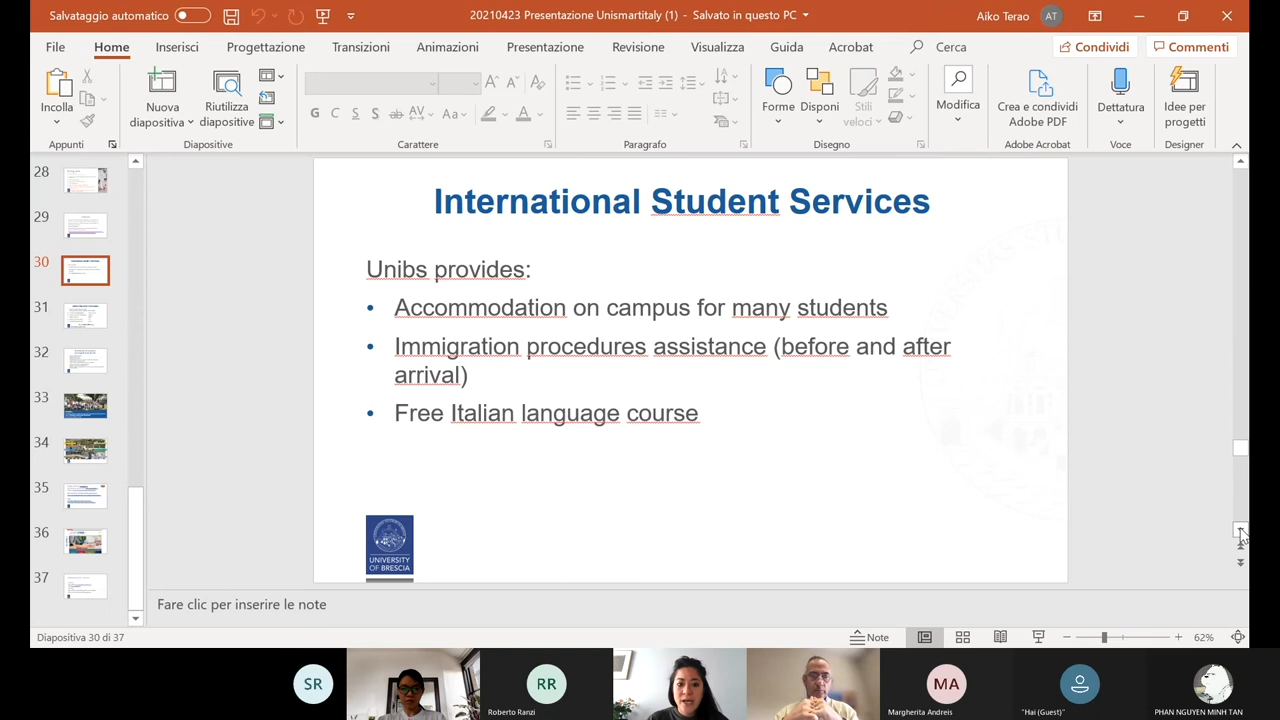 Salvataggio automatico
20210423 Presentazione Unismartitaly (1) - Salvato in questo PC
Aiko Terao
AT
File
Home
Inserisci
Progettazione
Transizioni
Animazioni
Presentazione
Revisione
Visualizza
Guida
Acrobat
Cerca
Condividi
Commenti
Incolla
Nuova
diapositiva
Riutilizza
diapositive
G C S S ab AV Aa A
Forme
Disponi
Stili
veloci
Modifica
Crea e condividi
Adobe PDF
Dettatura
Idee per
progetti
Appunti
Diapositive
Carattere
Paragrafo
Disegno
Adobe Acrobat
Voce
Designer
28
29
30
31
32
33
34
35
36
37
International Student Services
Unibs provides:
• Accommodation on campus for many students
• Immigration procedures assistance (before and after
arrival)
• Free Italian language course
UNIVERSITY
OF BRESCIA
Fare clic per inserire le note
Diapositiva 30 di 37
Note
62%
SR
RR
Roberto Ranzi
MA
Margherita Andreis
"Hai (Guest)"
PHAN NGUYEN MINH TAN